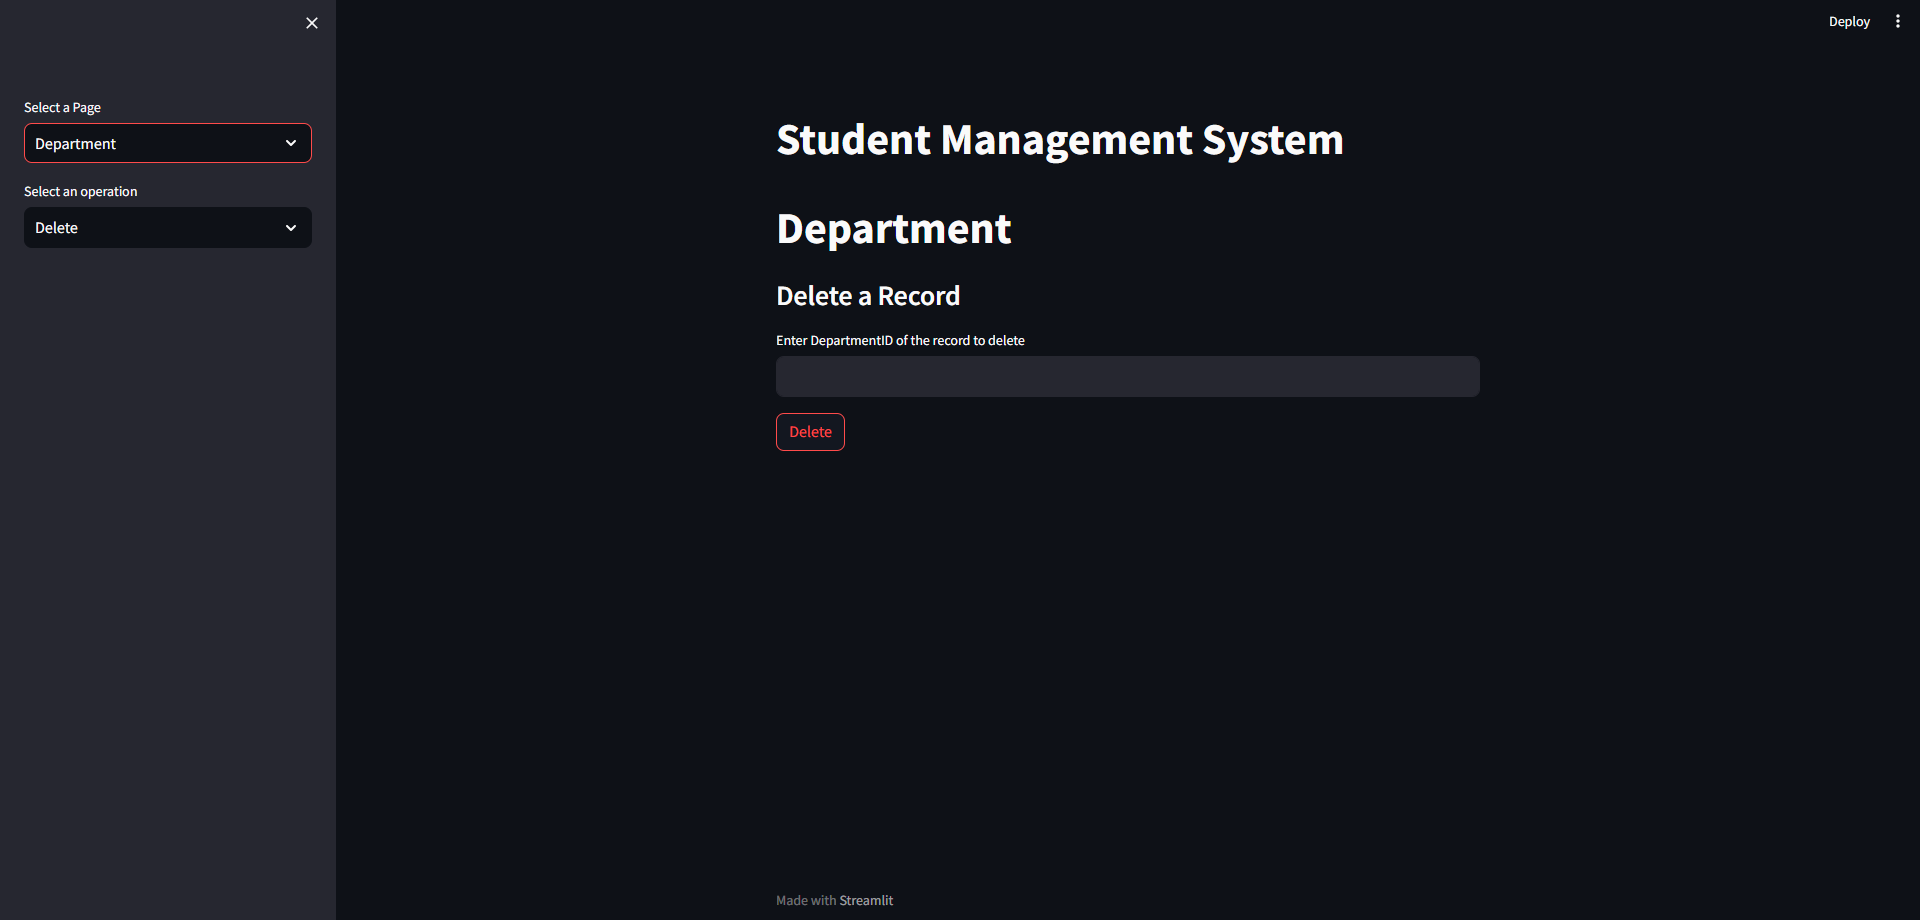 Deploy
Select a Page
Department
Select an operation
Delete
Student Management System
Department
Delete a Record
Enter DepartmentID of the record to delete
Delete
Made with Streamlit